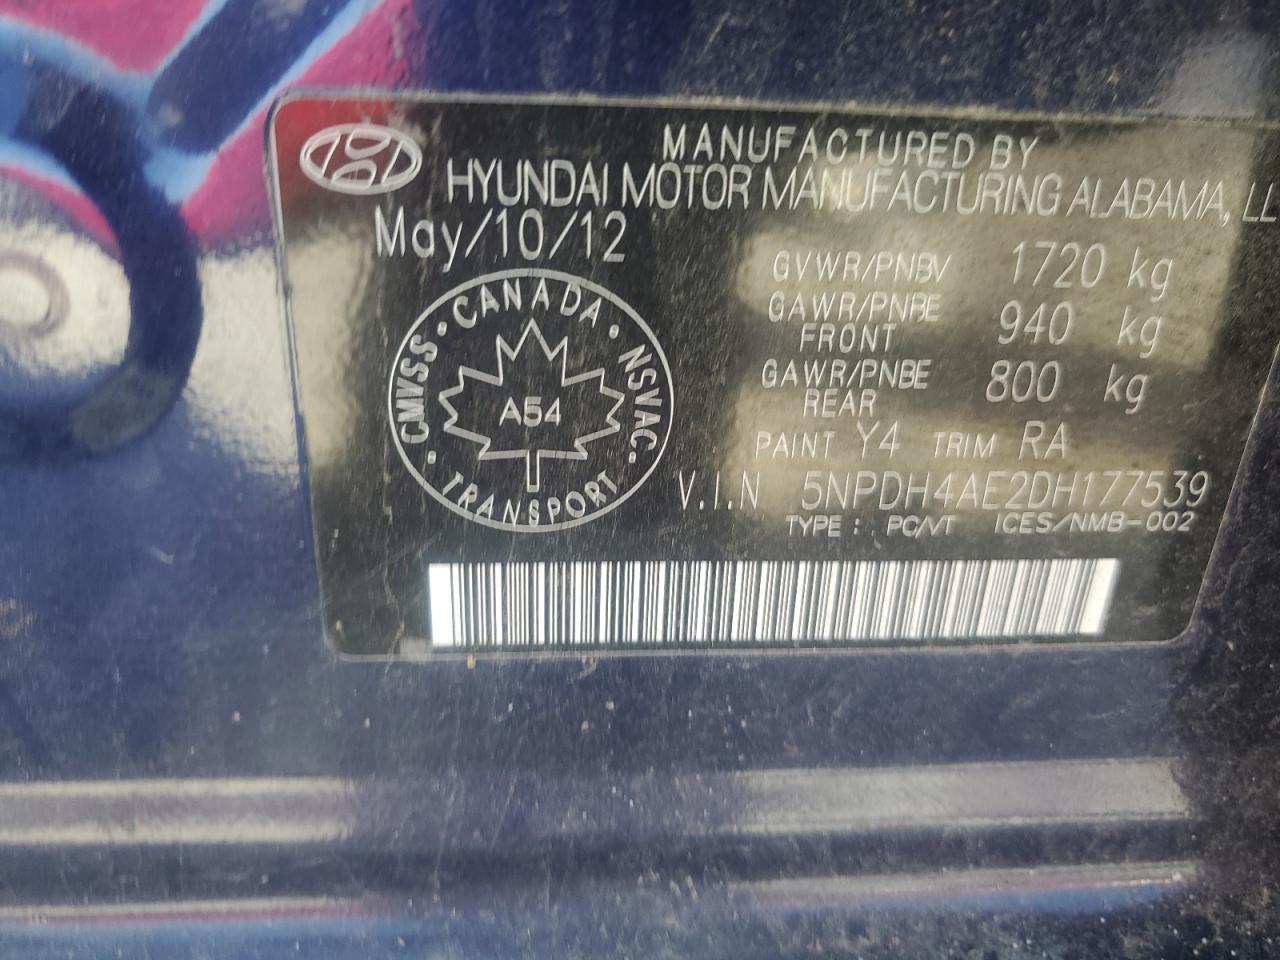 MANUFACTURED BY
HYUNDAI MOTOR MANUFACTURING ALABAMA, LL
May/10/12
GVWR/PNBV 1720 kg
GAWR/PNBE FRONT 940 kg
GAWR/PNBE REAR 800 kg
PAINT Y4 TRIM RA
V.I.N 5NPDH4AE2DH177539
TYPE : PC/VT ICES/NMB-002
CMVSS · CANADA · NSVAC · TRANSPORT ·
A54